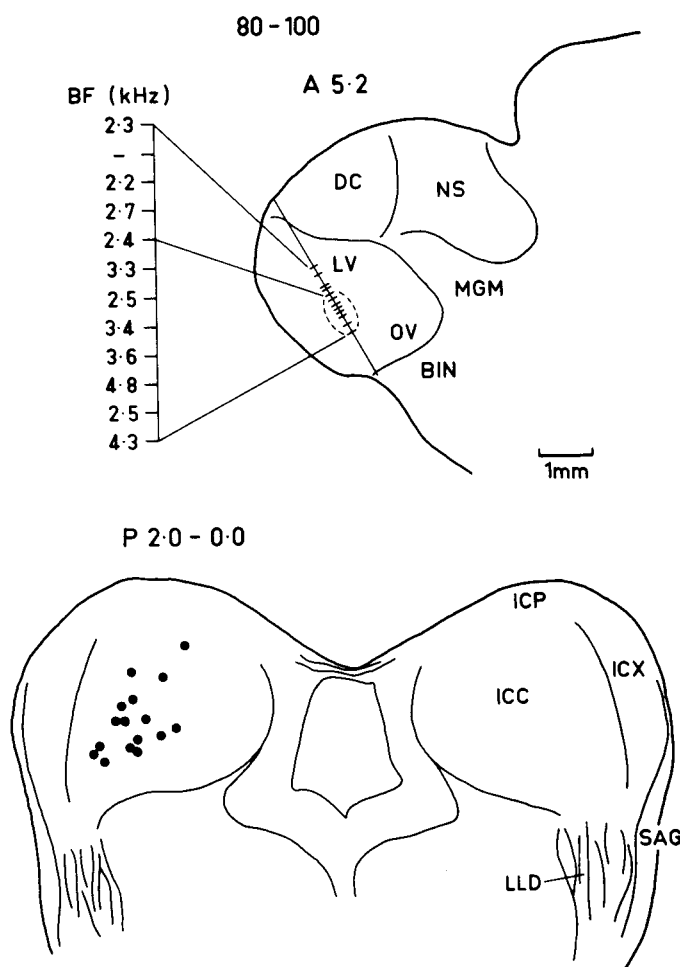 80-100
A 5·2
BF (kHz)
2·3
–
2·2
2·7
2·4
3·3
2·5
3·4
3·6
4·8
2·5
4·3
DC
NS
LV
MGM
OV
BIN
1mm
P 2·0 - 0·0
ICP
ICX
ICC
SAG
LLD